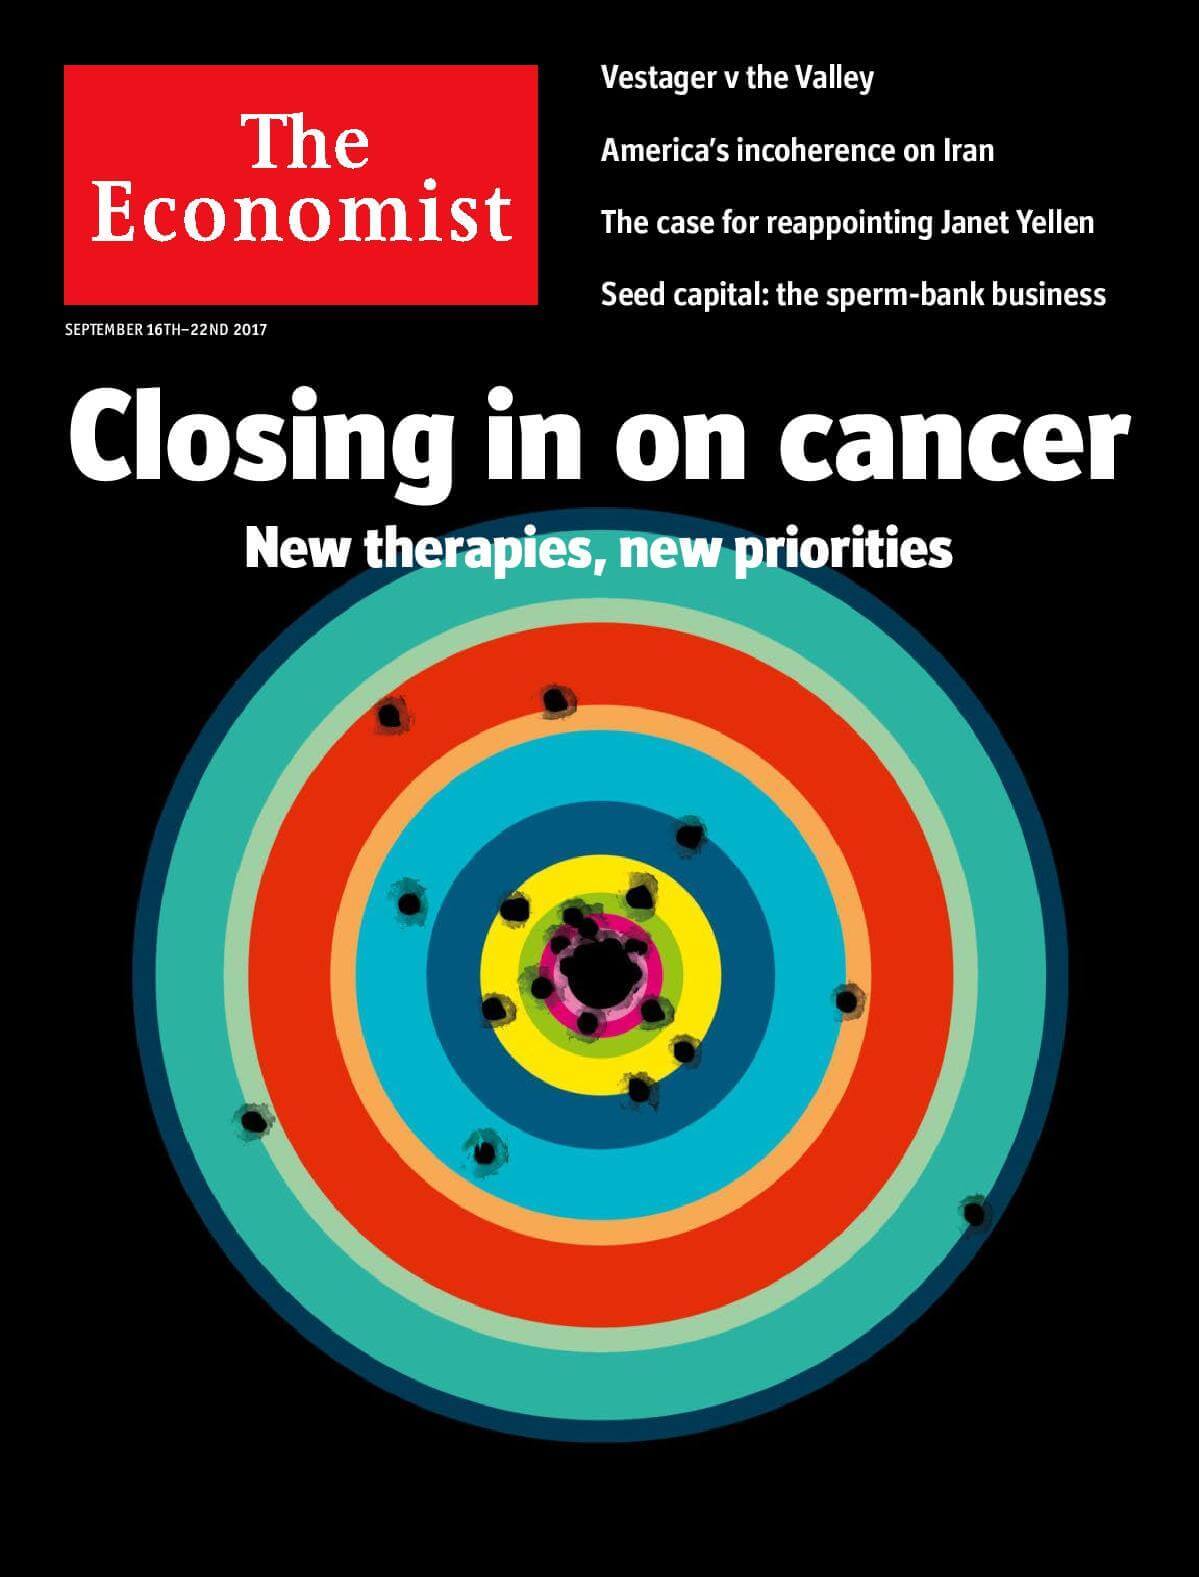 The
Economist
SEPTEMBER 16TH–22ND 2017
Vestager v the Valley
America's incoherence on Iran
The case for reappointing Janet Yellen
Seed capital: the sperm-bank business
Closing in on cancer
New therapies, new priorities